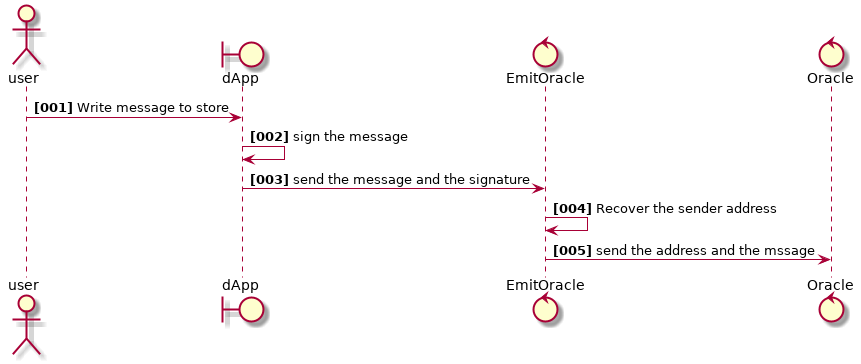 user
dApp
EmitOracle
Oracle
[001] Write message to store
[002] sign the message
[003] send the message and the signature
[004] Recover the sender address
[005] send the address and the mssage
user
dApp
EmitOracle
Oracle